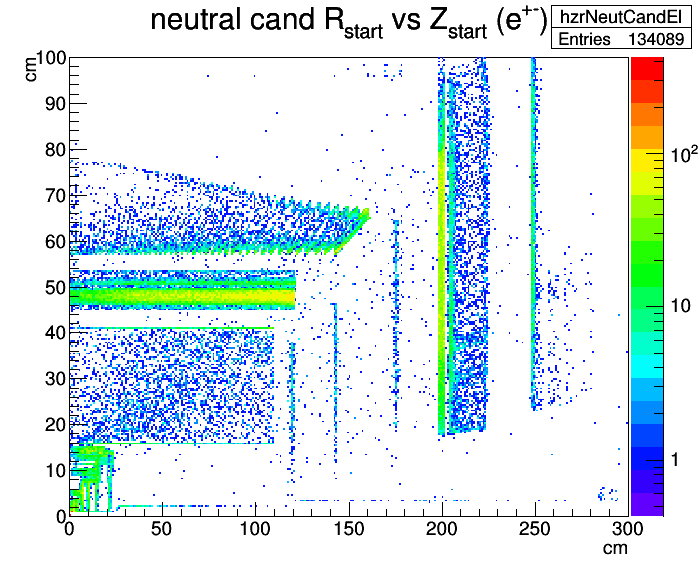 neutral cand R_start vs Z_start (e^+-)
hzrNeutCandEl
Entries 134089
cm
100
90
80
70
60
50
40
30
20
10
0
0 50 100 150 200 250 300
cm
10^2
10
1